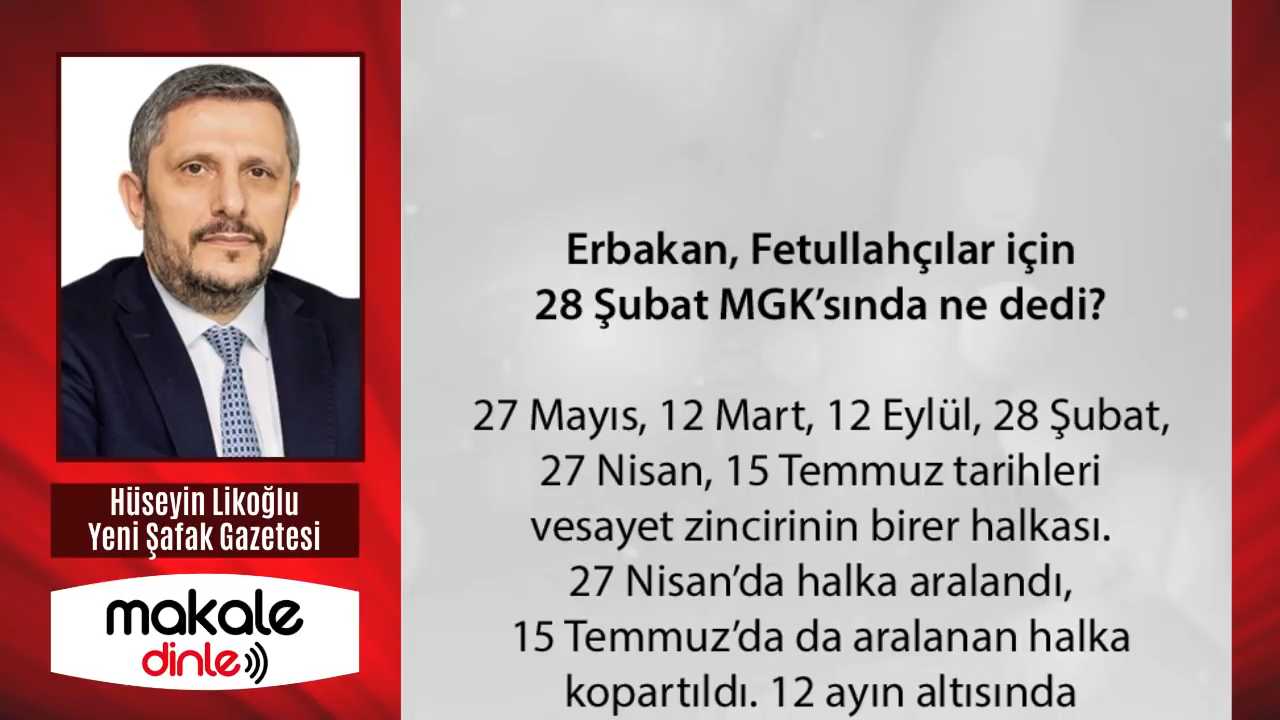 Hüseyin Likoğlu
Yeni Şafak Gazetesi
makale
dinle
Erbakan, Fetullahçılar için
28 Şubat MGK’sında ne dedi?
27 Mayıs, 12 Mart, 12 Eylül, 28 Şubat,
27 Nisan, 15 Temmuz tarihleri
vesayet zincirinin birer halkası.
27 Nisan’da halka aralandı,
15 Temmuz’da da aralanan halka
kopartıldı. 12 ayın altısında